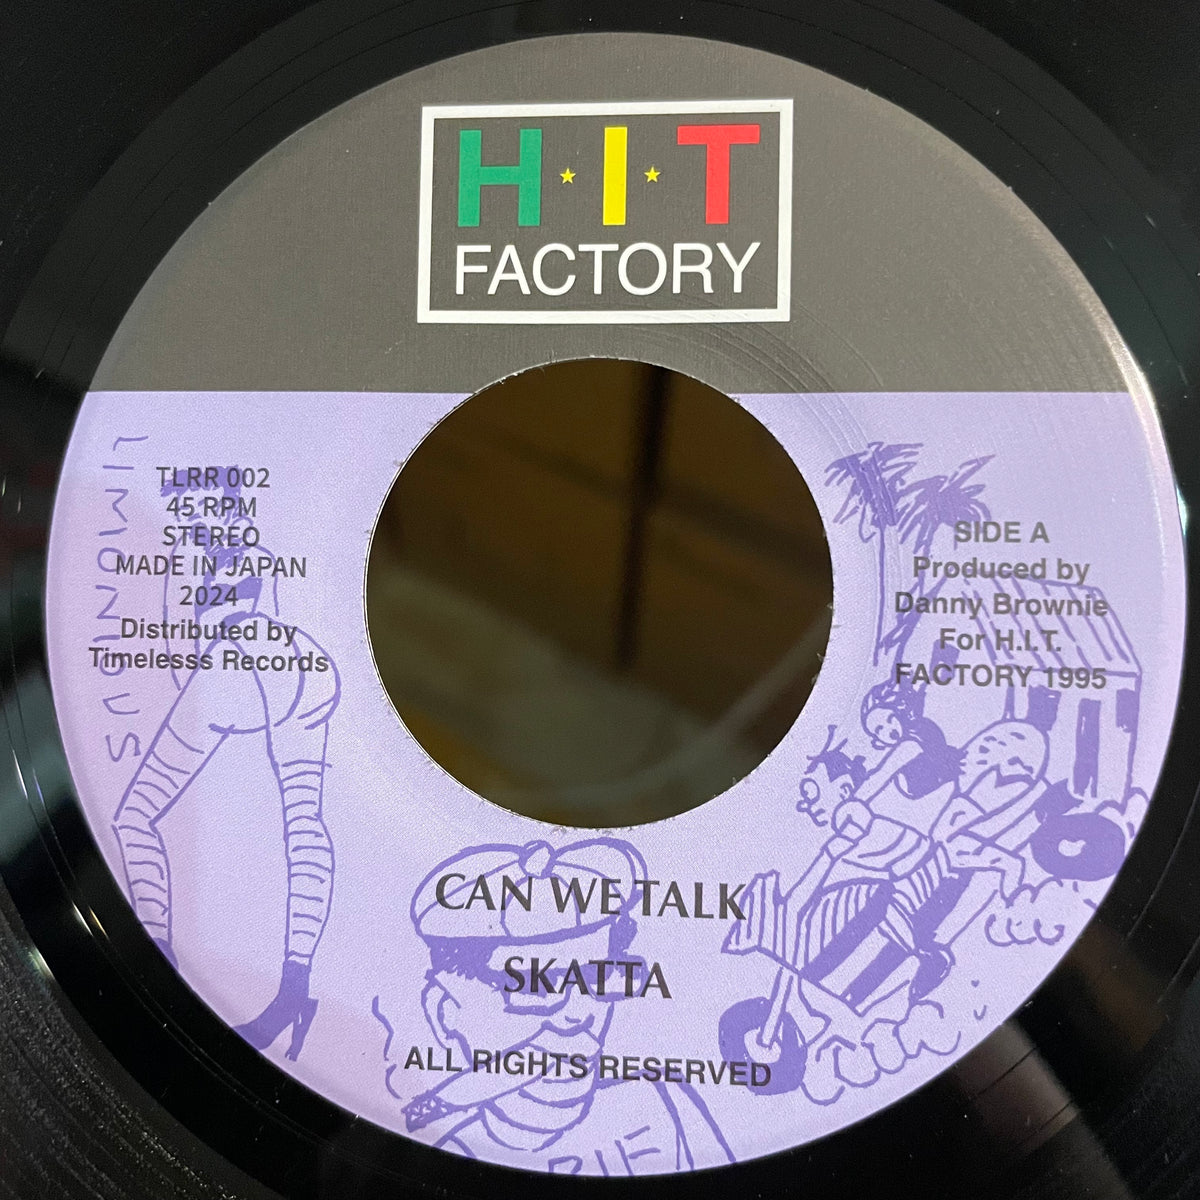 H★I★T
FACTORY
LIMONIOUS
TLRR 002
45 RPM
STEREO
MADE IN JAPAN
2024
Distributed by
Timelesss Records
SIDE A
Produced by
Danny Brownie
For H.I.T.
FACTORY 1995
CAN WE TALK
SKATTA
ALL RIGHTS RESERVED